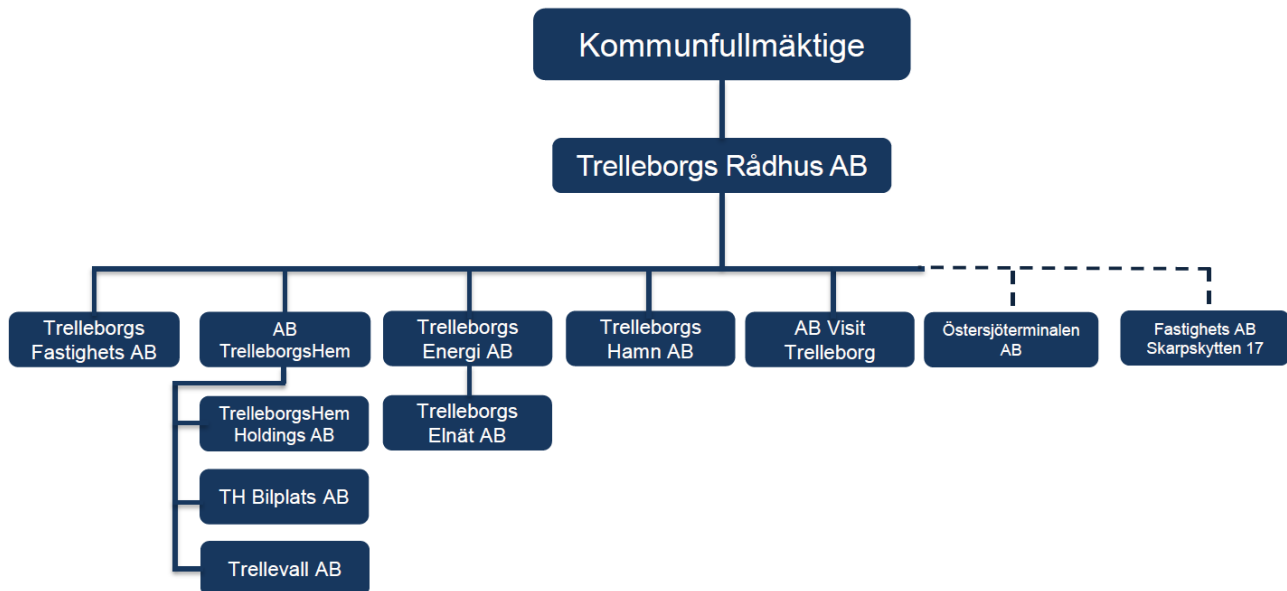 Kommunfullmäktige
Trelleborgs Rådhus AB
Trelleborgs
Fastighets AB
AB
TrelleborgsHem
Trelleborgs
Energi AB
Trelleborgs
Hamn AB
AB Visit
Trelleborg
Östersjöterminalen
AB
Fastighets AB
Skarpskytten 17
TrelleborgsHem
Holdings AB
Trelleborgs
Elnät AB
TH Bilplats AB
Trellevall AB